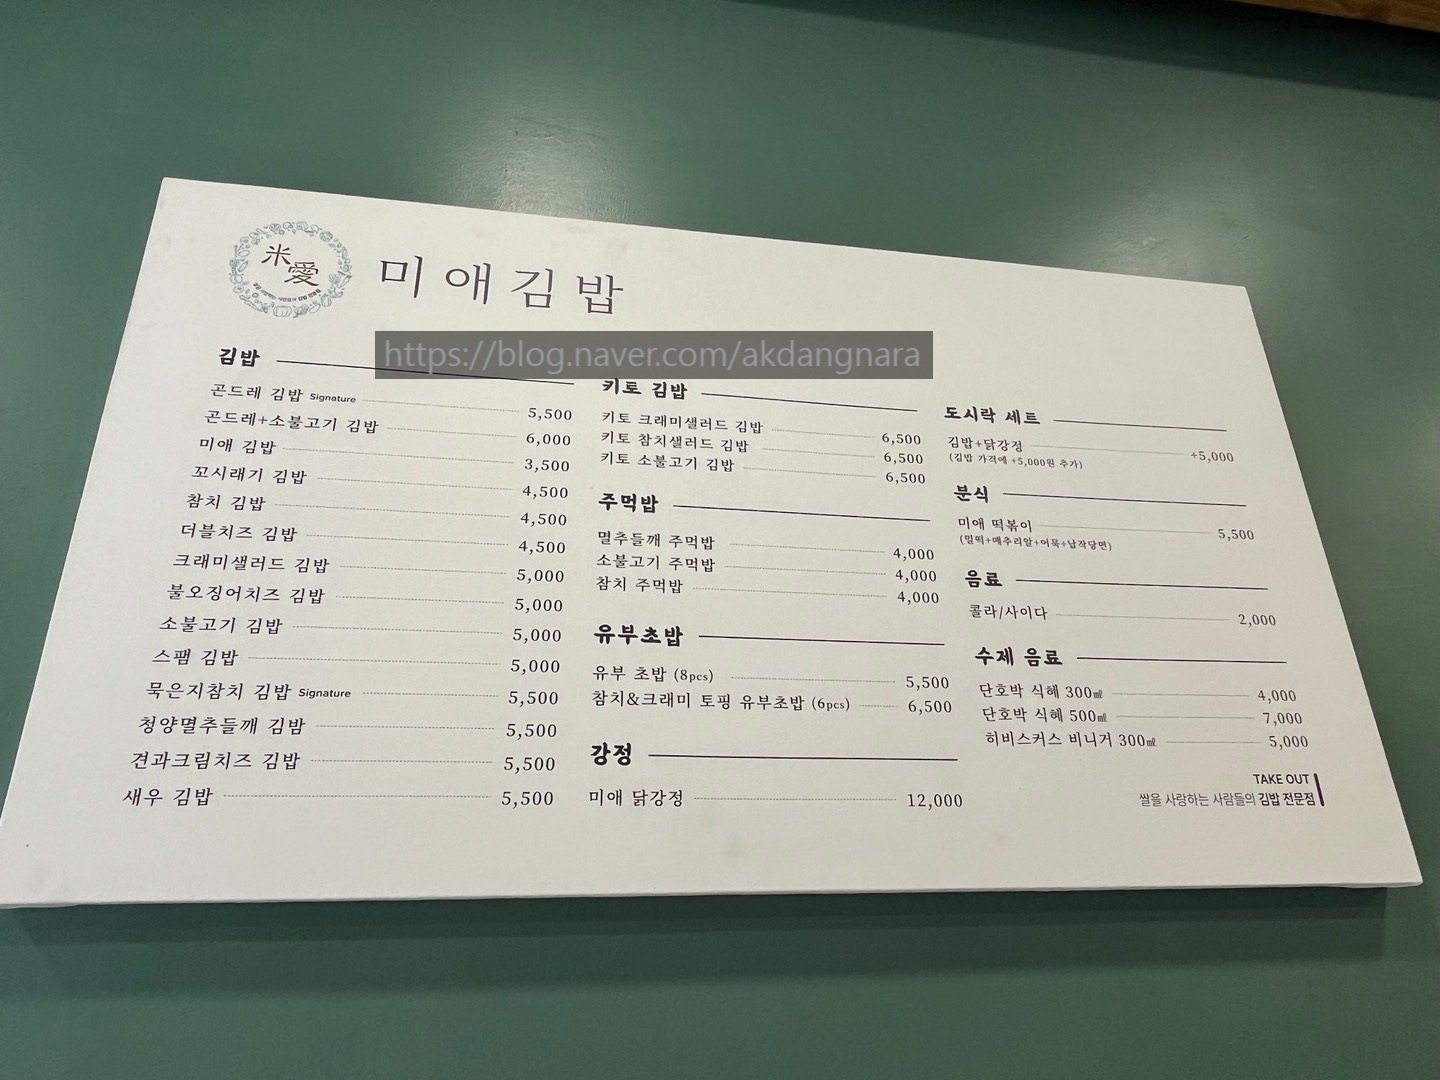 米愛
미애김밥
https://blog.naver.com/akdangnara
김밥
곤드레 김밥 Signature 5,500
곤드레+소불고기 김밥 6,000
미애 김밥 3,500
꼬시래기 김밥 4,500
참치 김밥 4,500
더블치즈 김밥 4,500
크래미샐러드 김밥 5,000
불오징어치즈 김밥 5,000
소불고기 김밥 5,000
스팸 김밥 5,000
묵은지참치 김밥 Signature 5,500
청양멸추들깨 김밥 5,500
견과크림치즈 김밥 5,500
새우 김밥 5,500
키토 김밥
키토 크래미샐러드 김밥 6,500
키토 참치샐러드 김밥 6,500
키토 소불고기 김밥 6,500
주먹밥
멸추들깨 주먹밥 4,000
소불고기 주먹밥 4,000
참치 주먹밥 4,000
유부초밥
유부 초밥 (8pcs) 5,500
참치&크래미 토핑 유부초밥 (6pcs) 6,500
강정
미애 닭강정 12,000
도시락 세트
김밥+닭강정 +5,000
(김밥 가격에 +5,000원 추가)
분식
미애 떡볶이 5,500
(밀떡+메추리알+어묵+납작당면)
음료
콜라/사이다 2,000
수제 음료
단호박 식혜 300㎖ 4,000
단호박 식혜 500㎖ 7,000
히비스커스 비니거 300㎖ 5,000
TAKE OUT
쌀을 사랑하는 사람들의 김밥 전문점